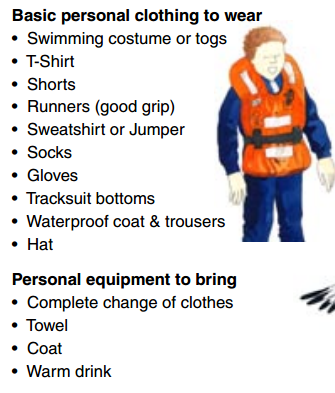 Basic personal clothing to wear
• Swimming costume or togs
• T-Shirt
• Shorts
• Runners (good grip)
• Sweatshirt or Jumper
• Socks
• Gloves
• Tracksuit bottoms
• Waterproof coat & trousers
• Hat
Personal equipment to bring
• Complete change of clothes
• Towel
• Coat
• Warm drink